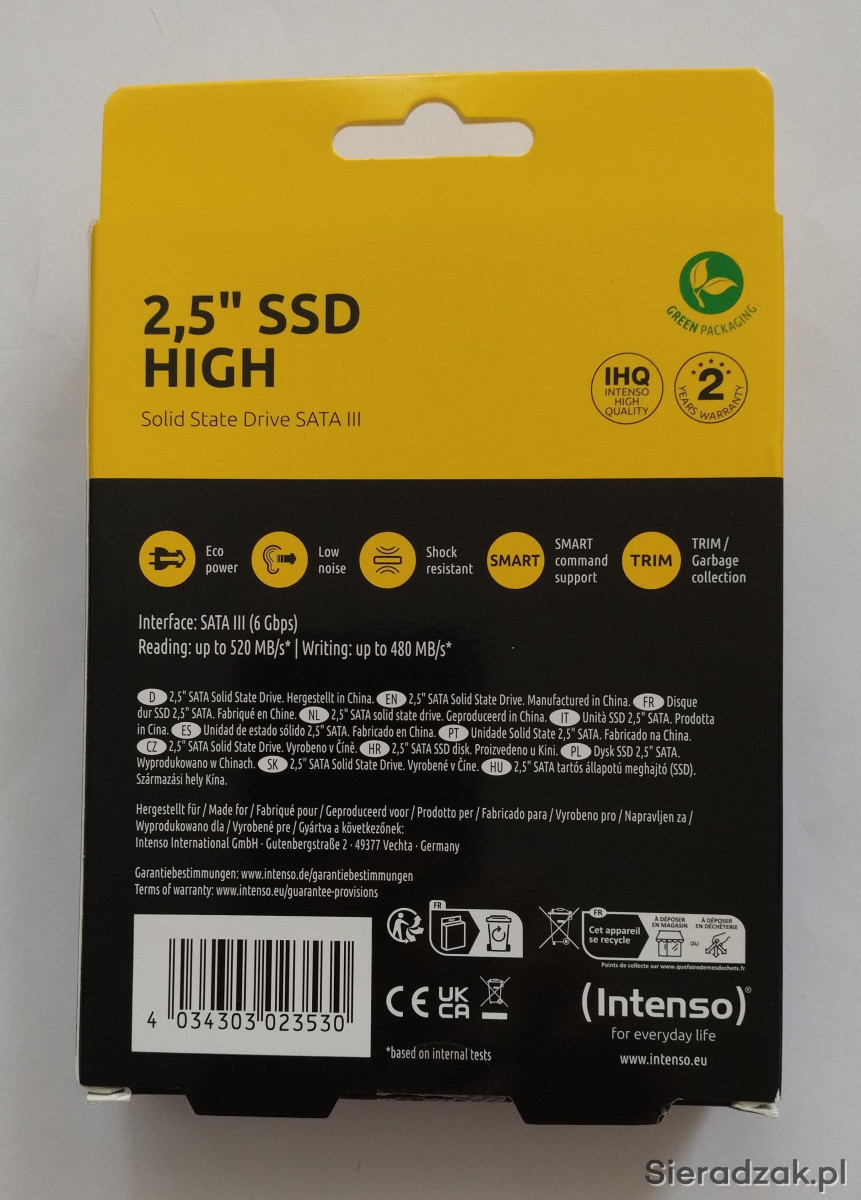 2,5" SSD
HIGH
Solid State Drive SATA III
GREEN PACKAGING
IHQ
INTENSO
HIGH
QUALITY
2
YEARS WARRANTY
Eco
power
Low
noise
Shock
resistant
SMART
SMART
command
support
TRIM
TRIM /
Garbage
collection
Interface: SATA III (6 Gbps)
Reading: up to 520 MB/s* | Writing: up to 480 MB/s*
D 2,5" SATA Solid State Drive. Hergestellt in China. EN 2,5" SATA Solid State Drive. Manufactured in China. FR Disque
dur SSD 2,5" SATA. Fabriqué en Chine. NL 2,5" SATA solid state drive. Geproduceerd in China. IT Unità SSD 2,5" SATA. Prodotta
in Cina. ES Unidad de estado sólido 2,5" SATA. Fabricado en China. PT Unidade Solid State 2,5" SATA. Fabricado na China.
CZ 2,5" SATA Solid State Drive. Vyrobeno v Číně. HR 2,5" SATA SSD disk. Proizvedeno u Kini. PL Dysk SSD 2,5" SATA.
Wyprodukowano w Chinach. SK 2,5" SATA Solid State Drive. Vyrobené v Číne. HU 2,5" SATA tartós állapotú meghajtó (SSD).
Származási hely Kína.
Hergestellt für / Made for / Fabriqué pour / Geproduceerd voor / Prodotto per / Fabricado para / Vyrobeno pro / Napravljen za /
Wyprodukowano dla / Vyrobené pre / Gyártva a következőnek:
Intenso International GmbH · Gutenbergstraße 2 · 49377 Vechta · Germany
Garantiebestimmungen: www.intenso.de/garantiebestimmungen
Terms of warranty: www.intenso.eu/guarantee-provisions
FR
FR
Cet appareil
se recycle
À DÉPOSER
EN MAGASIN
OU
À DÉPOSER
EN DÉCHÈTERIE
Points de collecte sur www.quefairedemesdechets.fr
4 034303 023530
CE
UK
CA
*based on internal tests
(Intenso)®
for everyday life
www.intenso.eu
Sieradzak.pl